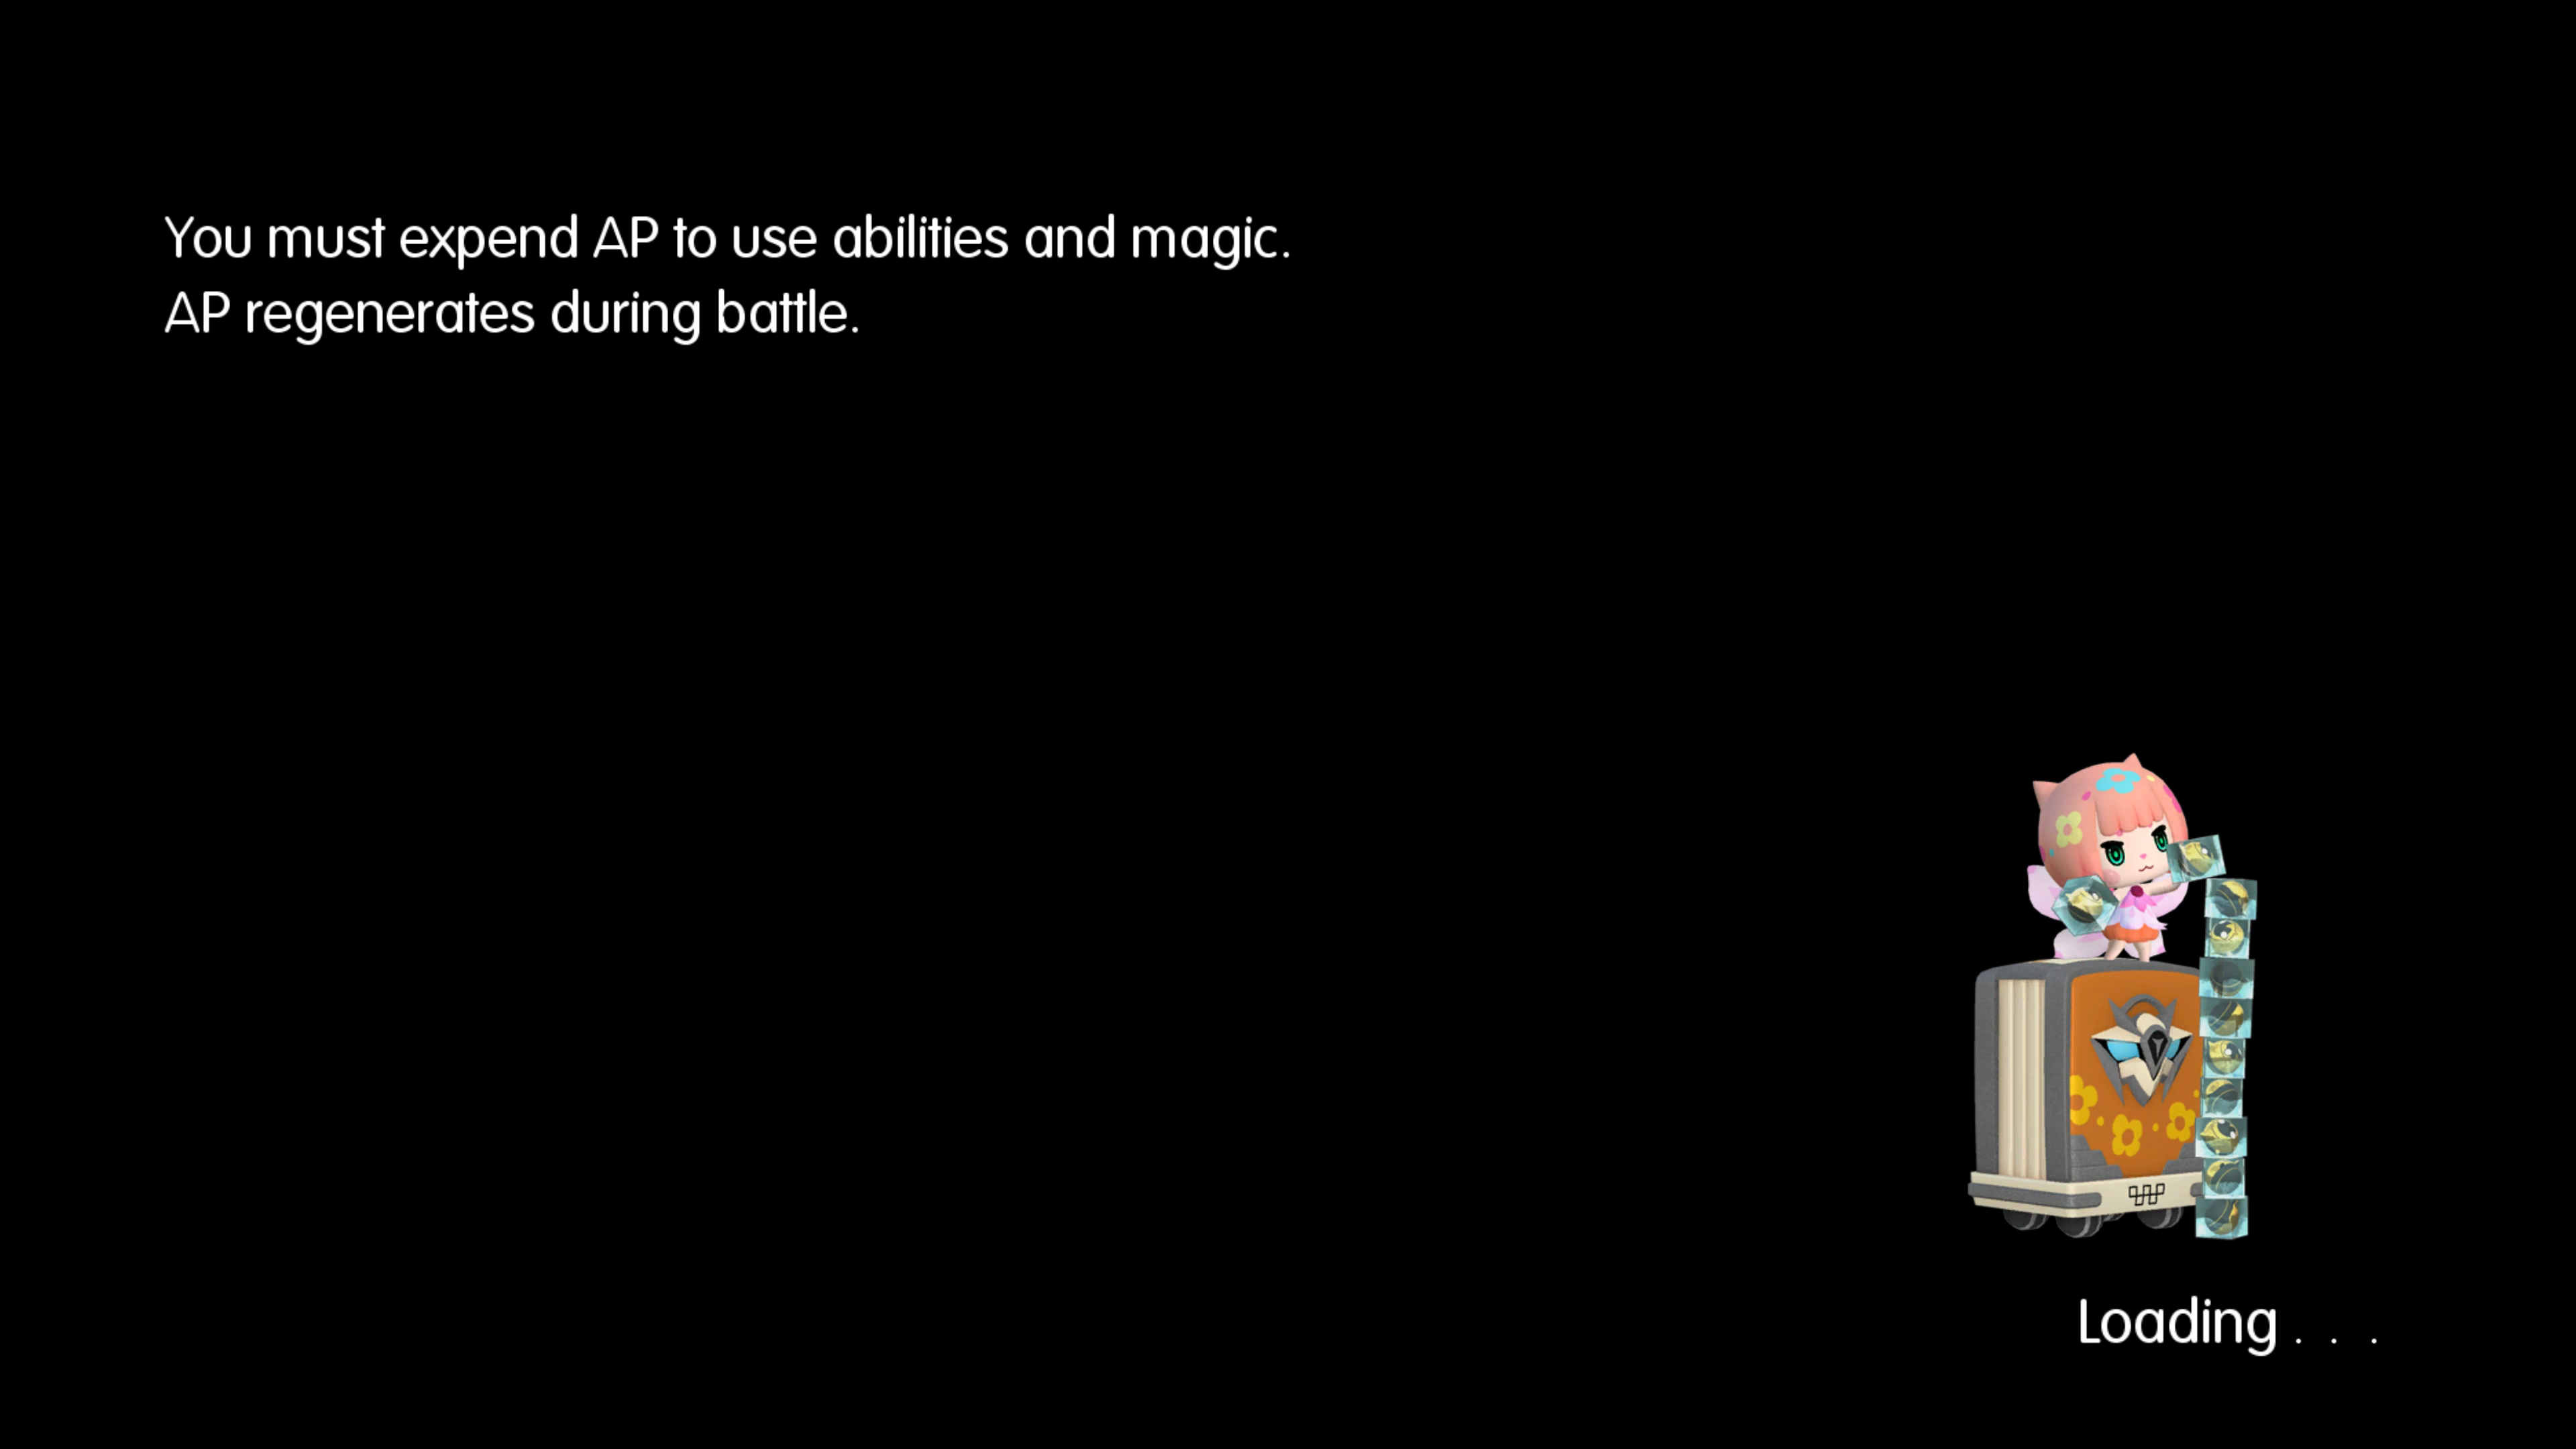 You must expend AP to use abilities and magic.
AP regenerates during battle.
Loading . . .